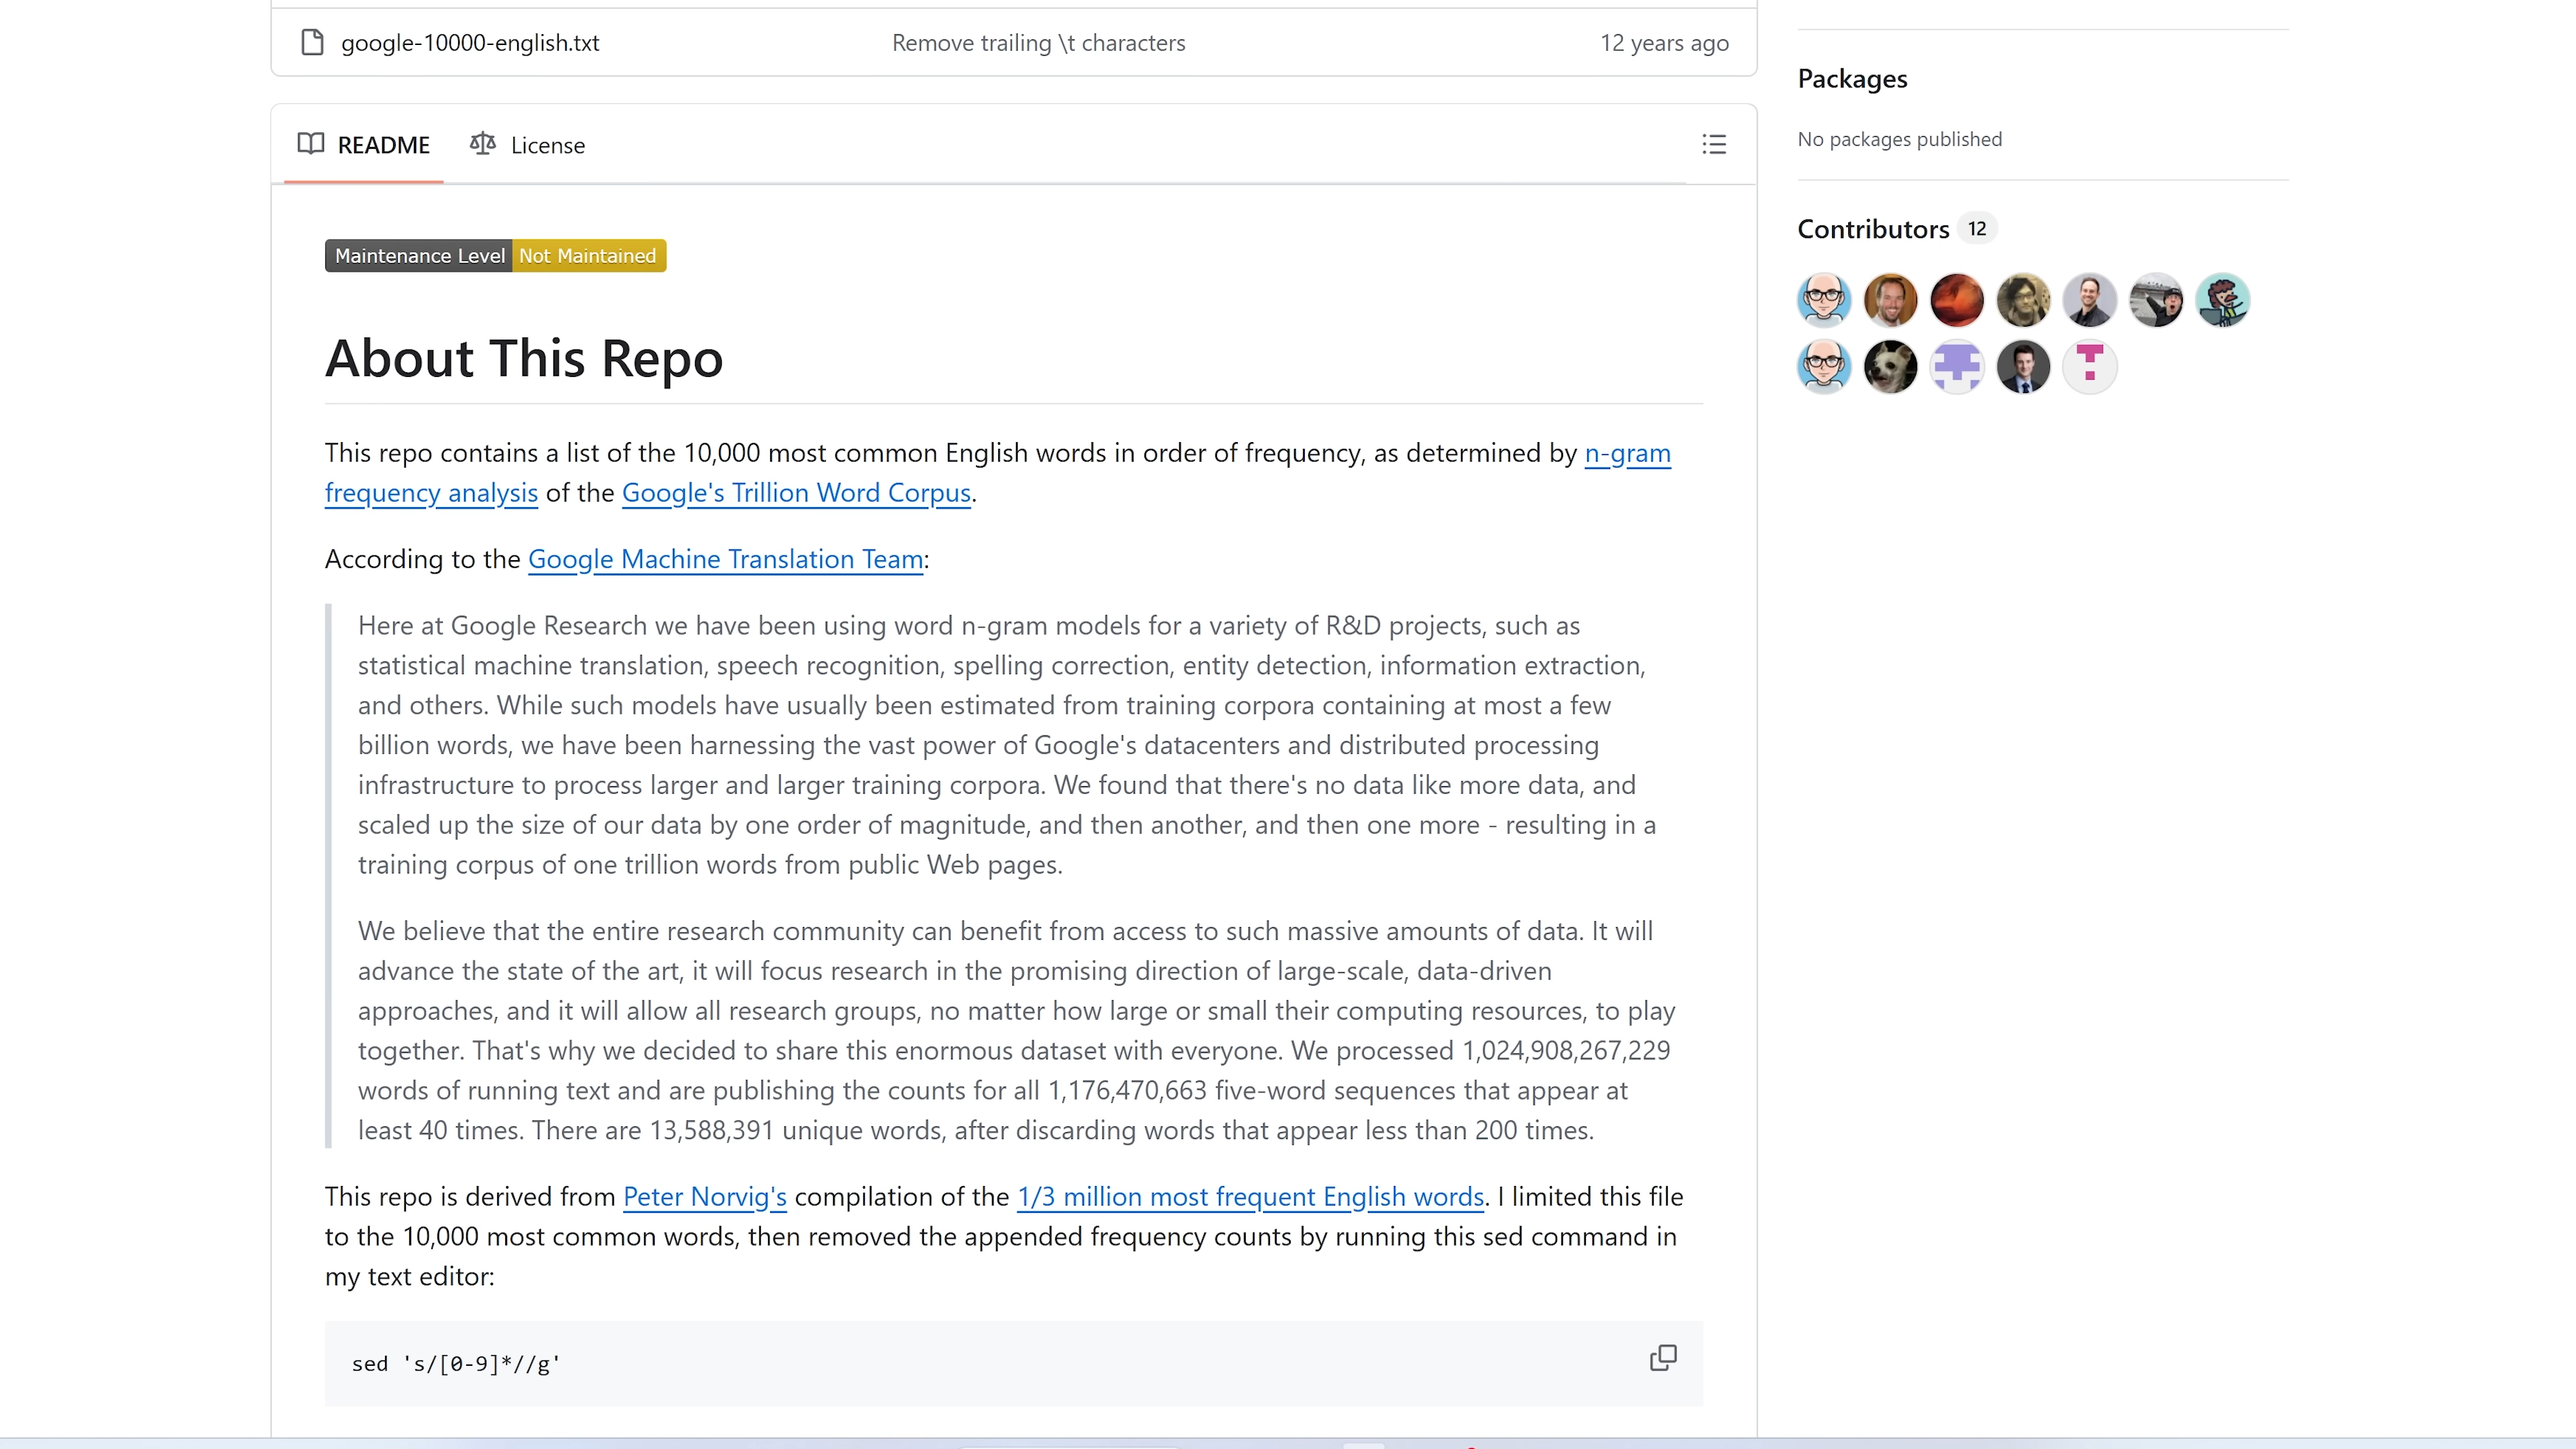 google-10000-english.txt
Remove trailing \t characters
12 years ago
README
License
Maintenance Level Not Maintained
About This Repo
This repo contains a list of the 10,000 most common English words in order of frequency, as determined by n-gram
frequency analysis of the Google's Trillion Word Corpus.
According to the Google Machine Translation Team:
Here at Google Research we have been using word n-gram models for a variety of R&D projects, such as
statistical machine translation, speech recognition, spelling correction, entity detection, information extraction,
and others. While such models have usually been estimated from training corpora containing at most a few
billion words, we have been harnessing the vast power of Google's datacenters and distributed processing
infrastructure to process larger and larger training corpora. We found that there's no data like more data, and
scaled up the size of our data by one order of magnitude, and then another, and then one more - resulting in a
training corpus of one trillion words from public Web pages.
We believe that the entire research community can benefit from access to such massive amounts of data. It will
advance the state of the art, it will focus research in the promising direction of large-scale, data-driven
approaches, and it will allow all research groups, no matter how large or small their computing resources, to play
together. That's why we decided to share this enormous dataset with everyone. We processed 1,024,908,267,229
words of running text and are publishing the counts for all 1,176,470,663 five-word sequences that appear at
least 40 times. There are 13,588,391 unique words, after discarding words that appear less than 200 times.
This repo is derived from Peter Norvig's compilation of the 1/3 million most frequent English words. I limited this file
to the 10,000 most common words, then removed the appended frequency counts by running this sed command in
my text editor:
sed 's/[0-9]*//g'
Packages
No packages published
Contributors 12